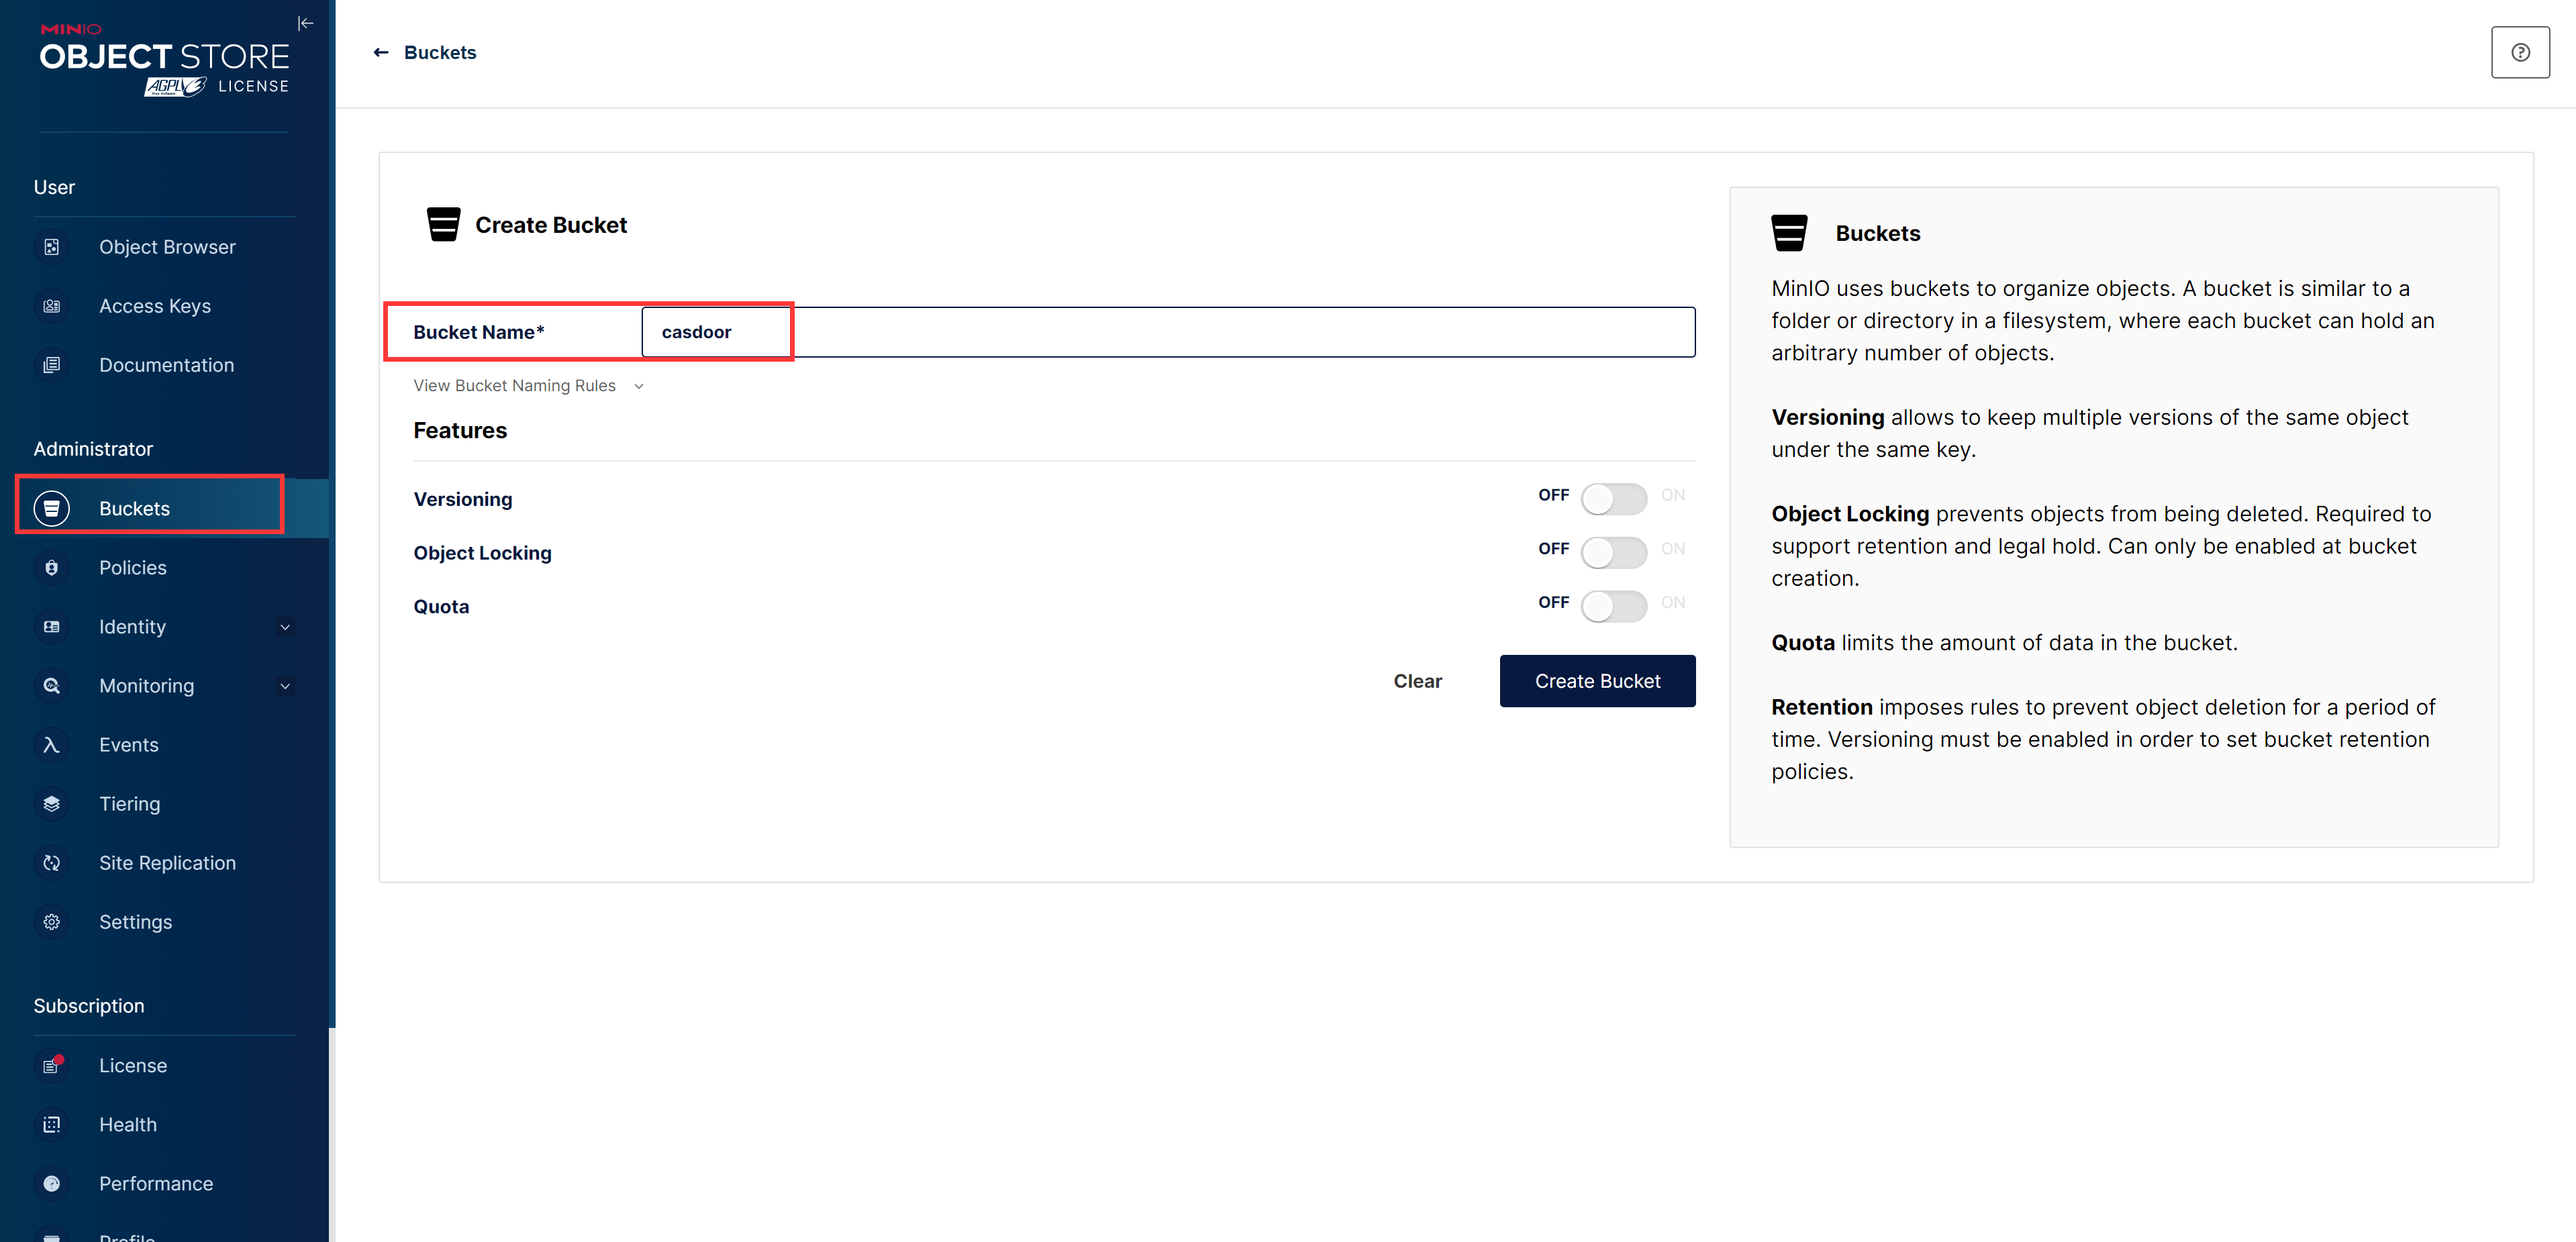 MINIO
OBJECT STORE
AGPL v3 LICENSE
User
Object Browser
Access Keys
Documentation
Administrator
Buckets
Policies
Identity
Monitoring
Events
Tiering
Site Replication
Settings
Subscription
License
Health
Performance
Profile
Buckets
Create Bucket
Bucket Name* casdoor
View Bucket Naming Rules
Features
Versioning OFF ON
Object Locking OFF ON
Quota OFF ON
Clear Create Bucket
Buckets
MinIO uses buckets to organize objects. A bucket is similar to a
folder or directory in a filesystem, where each bucket can hold an
arbitrary number of objects.
Versioning allows to keep multiple versions of the same object
under the same key.
Object Locking prevents objects from being deleted. Required to
support retention and legal hold. Can only be enabled at bucket
creation.
Quota limits the amount of data in the bucket.
Retention imposes rules to prevent object deletion for a period of
time. Versioning must be enabled in order to set bucket retention
policies.